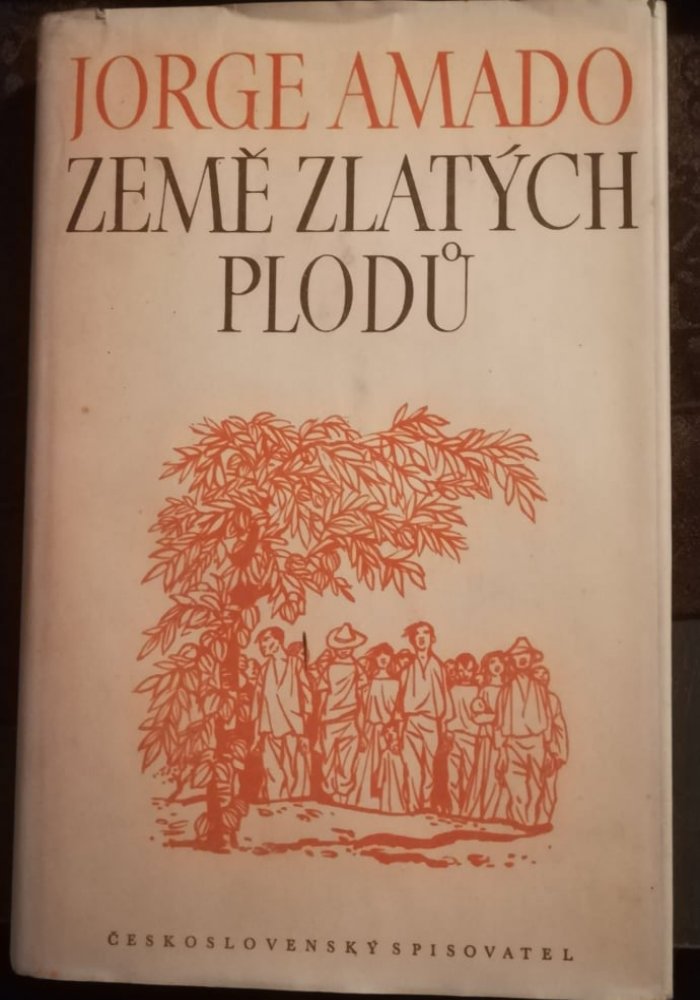 JORGE AMADO
ZEMĚ ZLATÝCH
PLODŮ
ČESKOSLOVENSKÝ SPISOVATEL